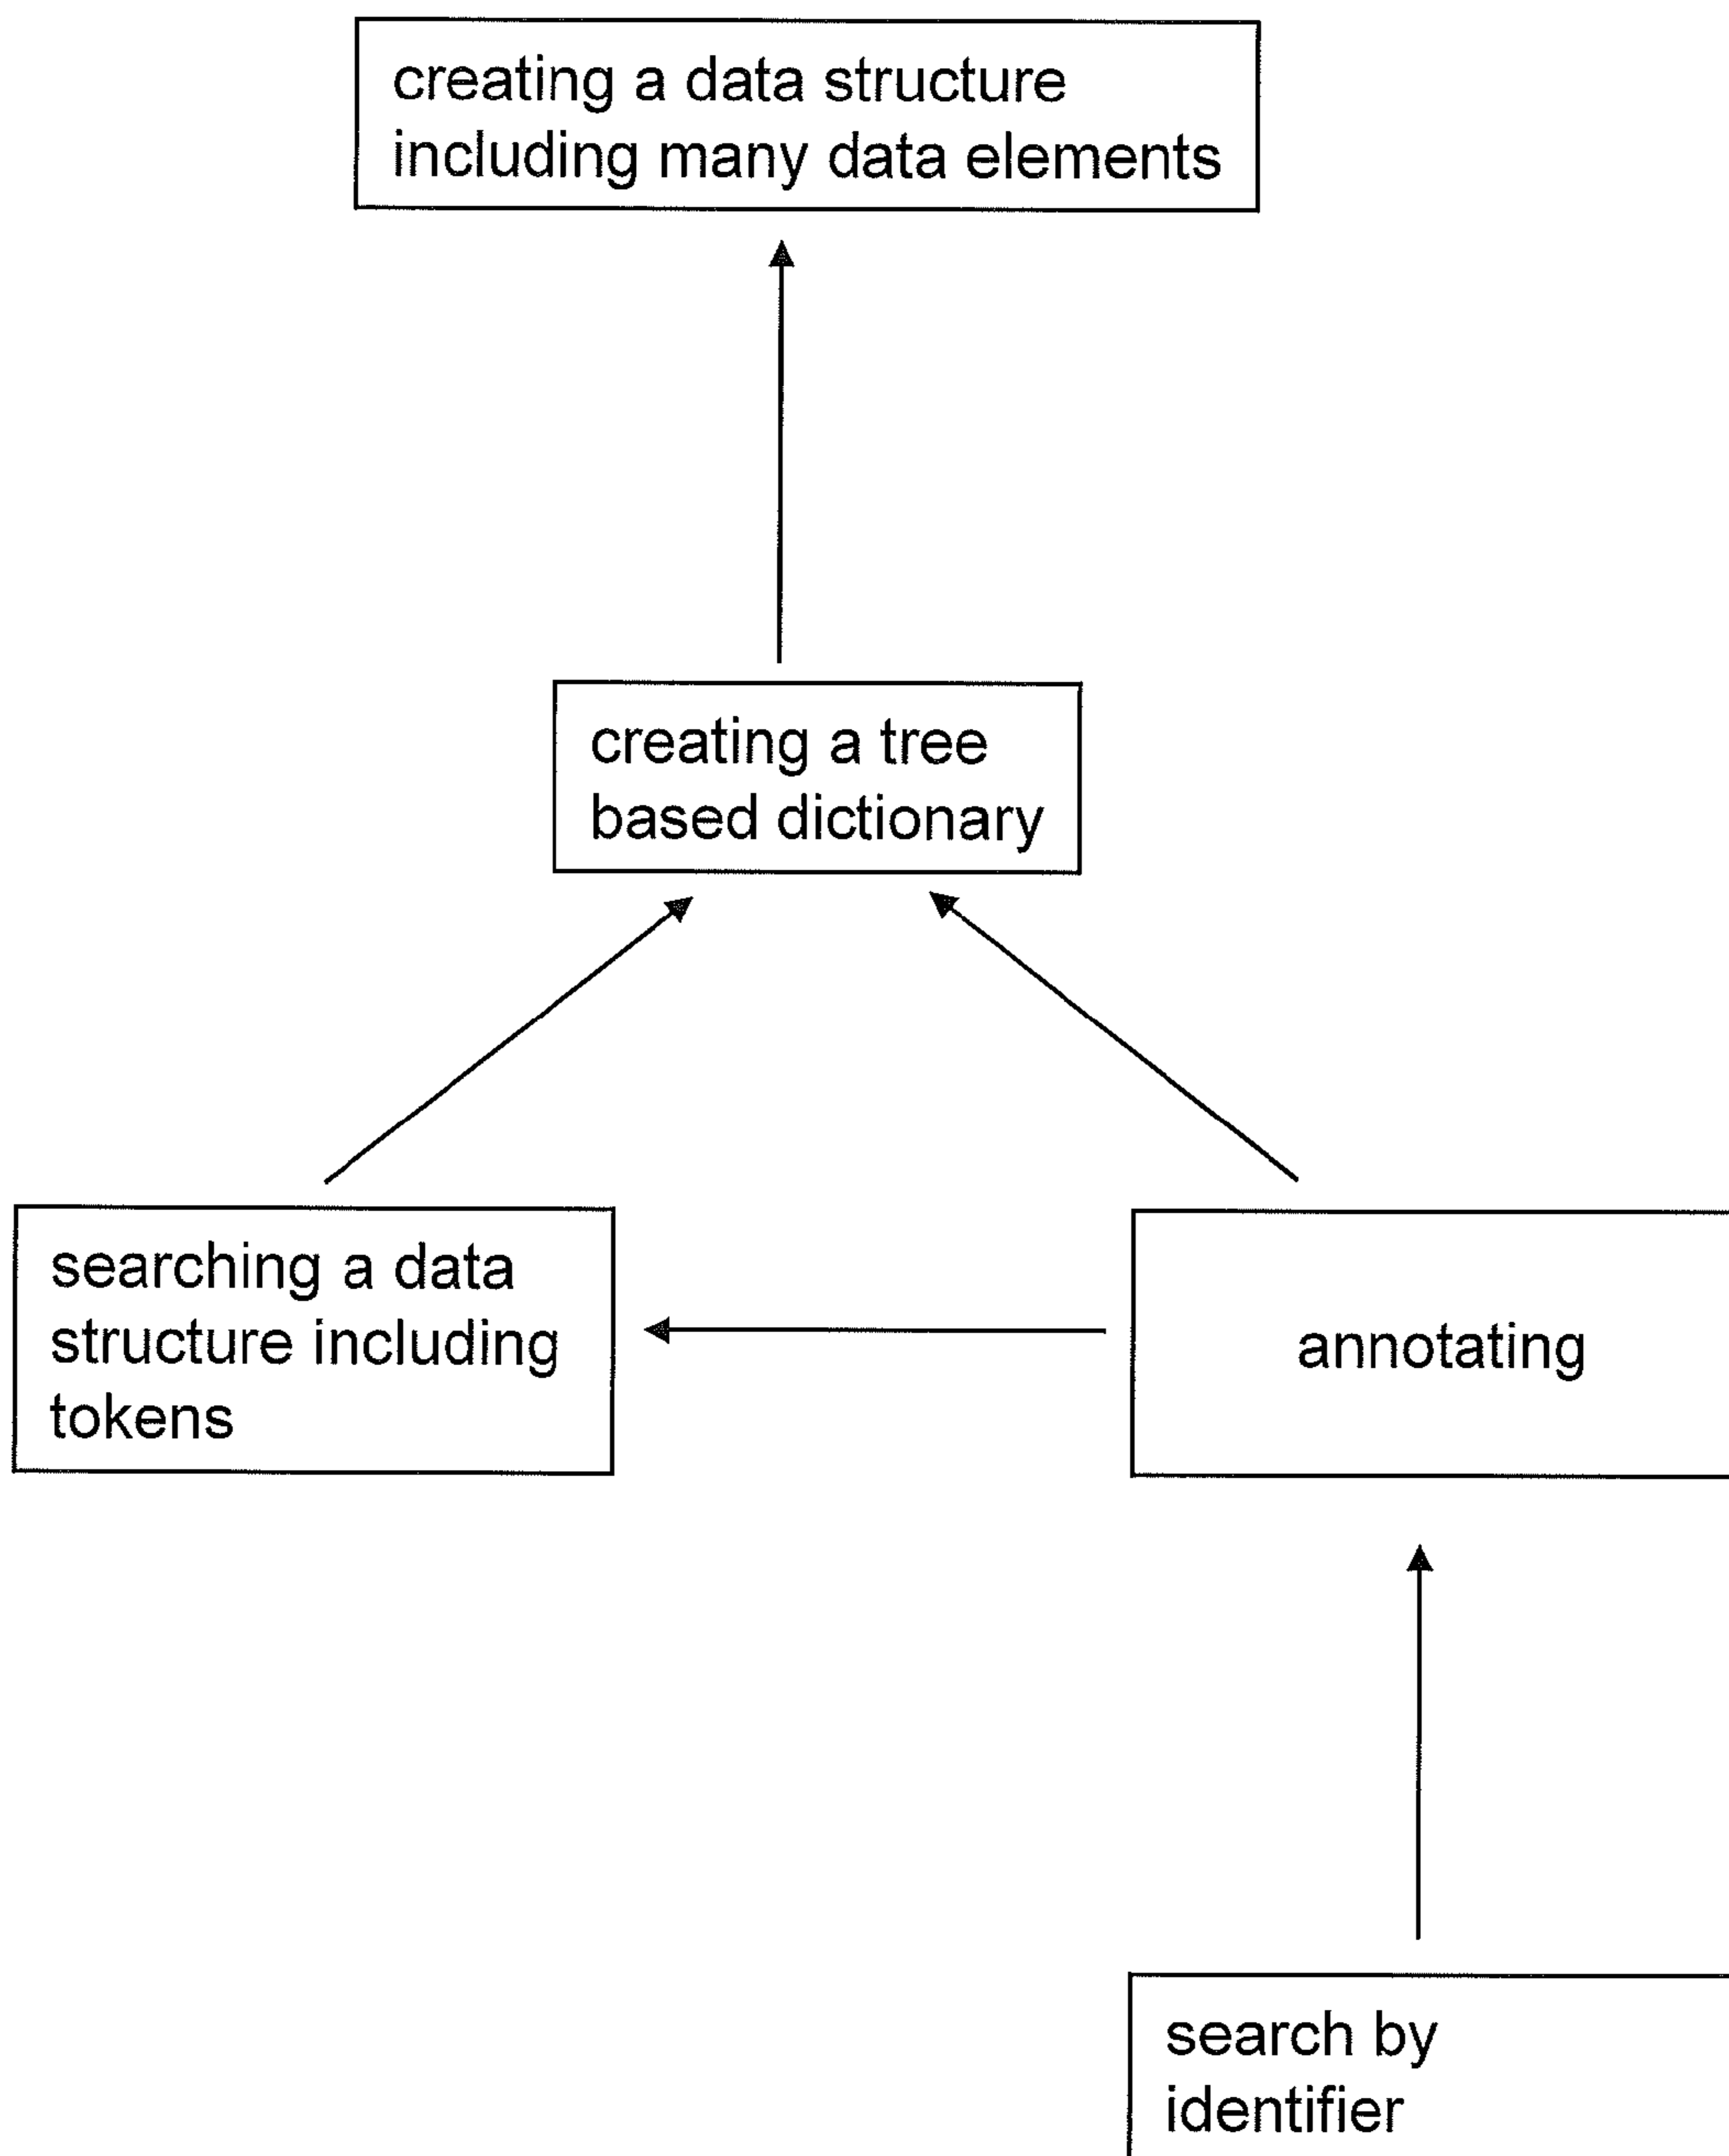 creating a data structure
including many data elements
creating a tree
based dictionary
searching a data
structure including
tokens
annotating
search by
identifier